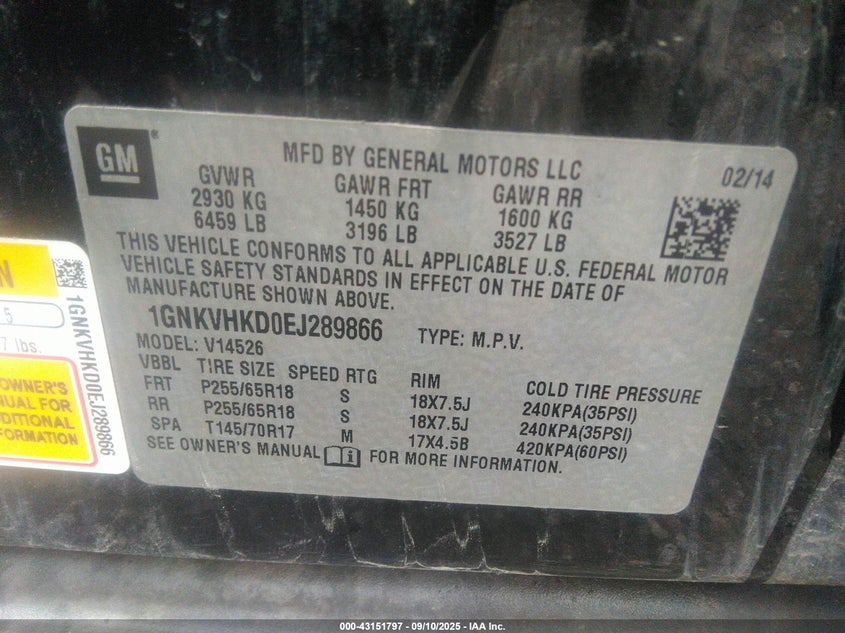 GM ®
MFD BY GENERAL MOTORS LLC
02/14
GVWR GAWR FRT GAWR RR
2930 KG 1450 KG 1600 KG
6459 LB 3196 LB 3527 LB
THIS VEHICLE CONFORMS TO ALL APPLICABLE U.S. FEDERAL MOTOR
VEHICLE SAFETY STANDARDS IN EFFECT ON THE DATE OF
MANUFACTURE SHOWN ABOVE.
1GNKVHKD0EJ289866 TYPE: M.P.V.
MODEL: V14526
VBBL TIRE SIZE SPEED RTG RIM COLD TIRE PRESSURE
FRT P255/65R18 S 18X7.5J 240KPA(35PSI)
RR P255/65R18 S 18X7.5J 240KPA(35PSI)
SPA T145/70R17 M 17X4.5B 420KPA(60PSI)
SEE OWNER'S MANUAL i FOR MORE INFORMATION.
N
5
7 lbs.
OWNER'S
UAL FOR
DITIONAL
FORMATION
1GNKVHKD0EJ289866
000-43151797 - 09/10/2025 - IAA Inc.